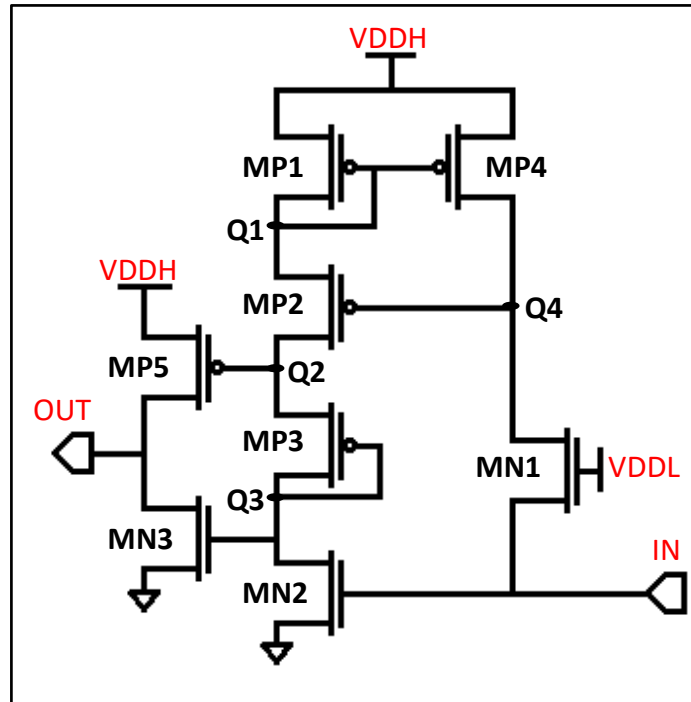 VDDH
MP1
MP4
Q1
VDDH
MP2
Q4
MP5
Q2
OUT
MP3
MN1
VDDL
Q3
MN3
IN
MN2